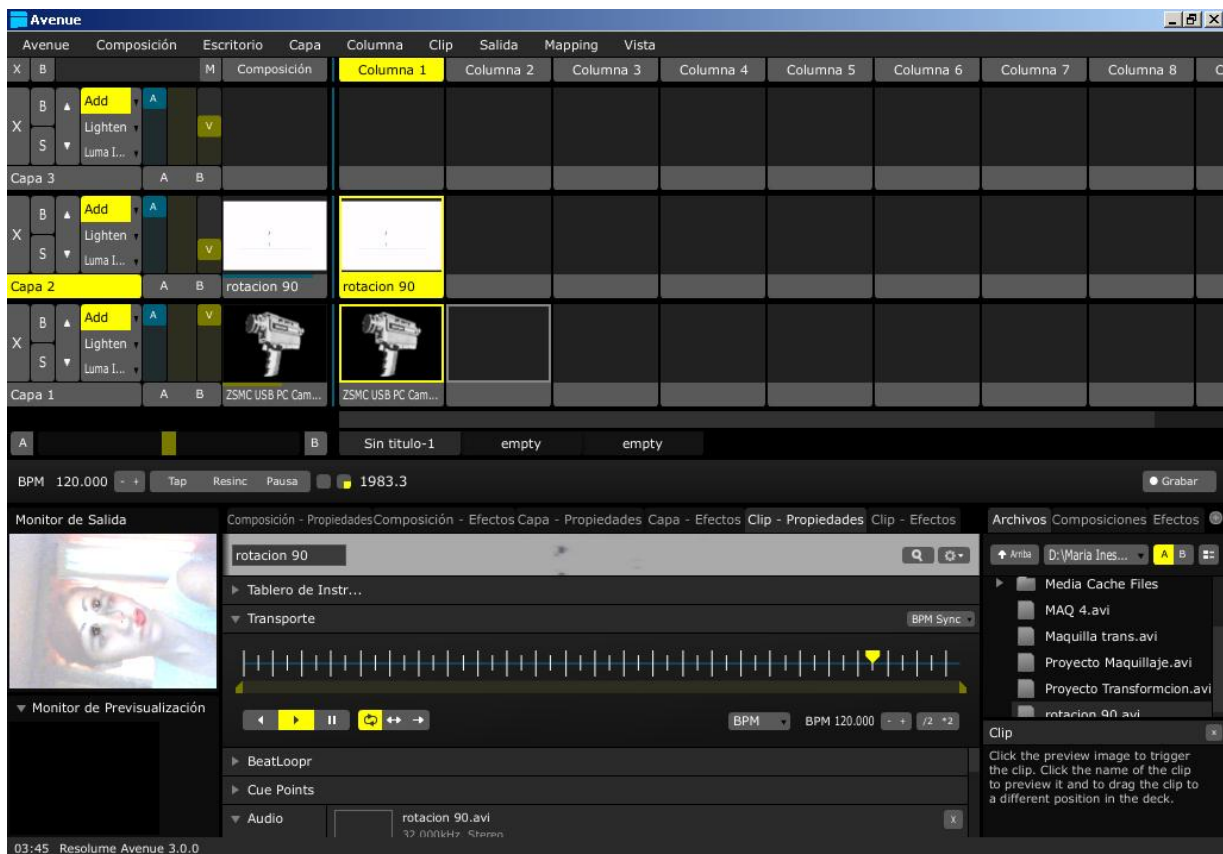 Avenue
Avenue Composición Escritorio Capa Columna Clip Salida Mapping Vista
X B M Composición Columna 1 Columna 2 Columna 3 Columna 4 Columna 5 Columna 6 Columna 7 Columna 8 C
X B S Add Lighten Luma I... A V
Capa 3 A B
X B S Add Lighten Luma I... A V
Capa 2 A B rotacion 90 rotacion 90
X B S Add Lighten Luma I... A V
Capa 1 A B ZSMC USB PC Cam... ZSMC USB PC Cam...
A B Sin titulo-1 empty empty
BPM 120.000 - + Tap Resinc Pausa 1983.3 Grabar
Monitor de Salida
Composición - Propiedades Composición - Efectos Capa - Propiedades Capa - Efectos Clip - Propiedades Clip - Efectos
Archivos Composiciones Efectos
rotacion 90
Arriba D:\Maria Ines... A B
Tablero de Instr...
Transporte BPM Sync
BPM BPM 120.000 - + /2 *2
BeatLoopr
Cue Points
Audio rotacion 90.avi X
32.000kHz, Stereo
Monitor de Previsualización
Media Cache Files
MAQ 4.avi
Maquilla trans.avi
Proyecto Maquillaje.avi
Proyecto Transformcion.avi
rotacion 90.avi
Clip x
Click the preview image to trigger
the clip. Click the name of the clip
to preview it and to drag the clip to
a different position in the deck.
03:45 Resolume Avenue 3.0.0